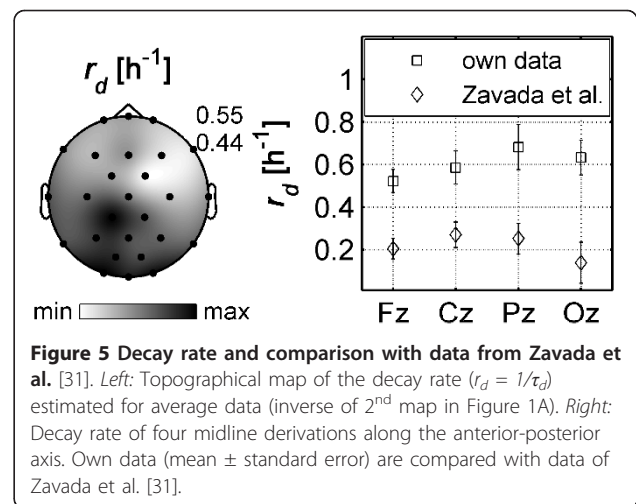 r_d [h⁻¹]
0.55
0.44
min max
r_d [h⁻¹]
1
0.8
0.6
0.4
0.2
own data
Zavada et al.
Fz Cz Pz Oz
Figure 5 Decay rate and comparison with data from Zavada et
al. [31]. Left: Topographical map of the decay rate (r_d = 1/τ_d)
estimated for average data (inverse of 2nd map in Figure 1A). Right:
Decay rate of four midline derivations along the anterior-posterior
axis. Own data (mean ± standard error) are compared with data of
Zavada et al. [31].